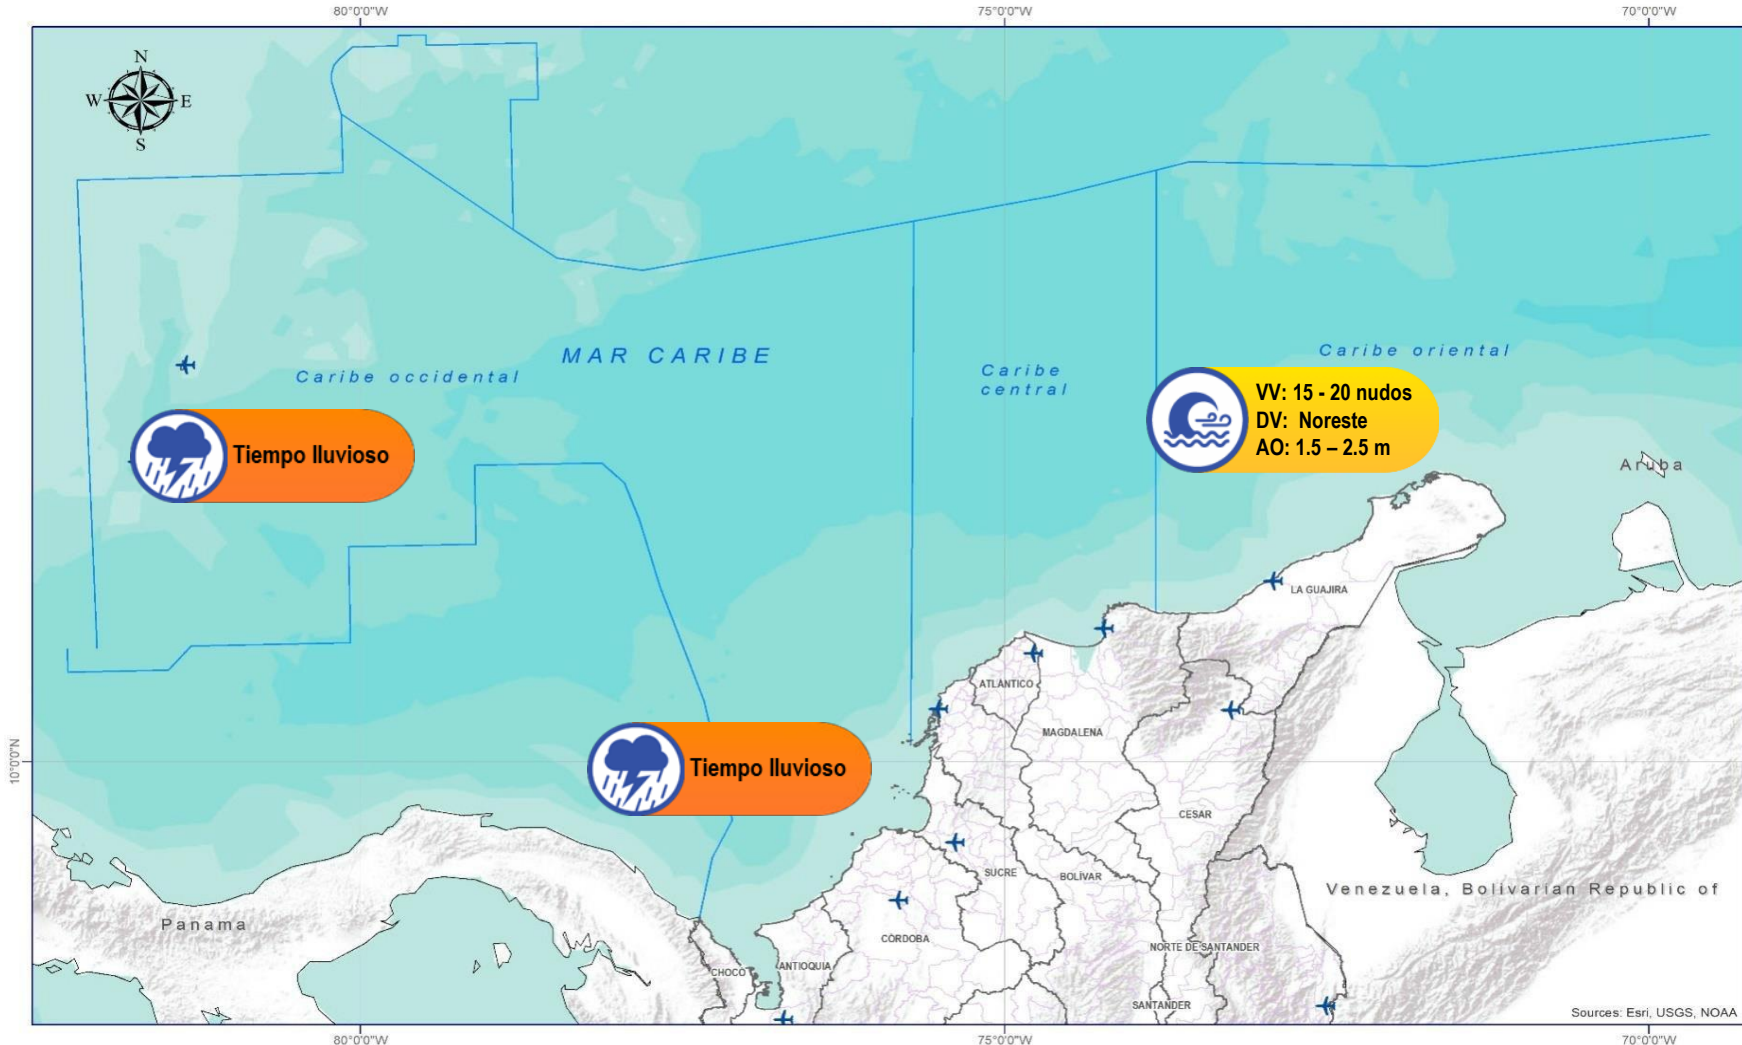 80°0'0"W
75°0'0"W
70°0'0"W
N
W
E
S
MAR CARIBE
Caribe occidental
Caribe
central
Caribe oriental
VV: 15 - 20 nudos
DV: Noreste
AO: 1.5 – 2.5 m
Tiempo lluvioso
Aruba
LA GUAJIRA
ATLÁNTICO
MAGDALENA
10°0'0"N
Tiempo lluvioso
CESAR
SUCRE
BOLÍVAR
Venezuela, Bolivarian Republic of
Panama
CÓRDOBA
NORTE DE SANTANDER
CHOCÓ
ANTIOQUIA
SANTANDER
Sources: Esri, USGS, NOAA
80°0'0"W
75°0'0"W
70°0'0"W